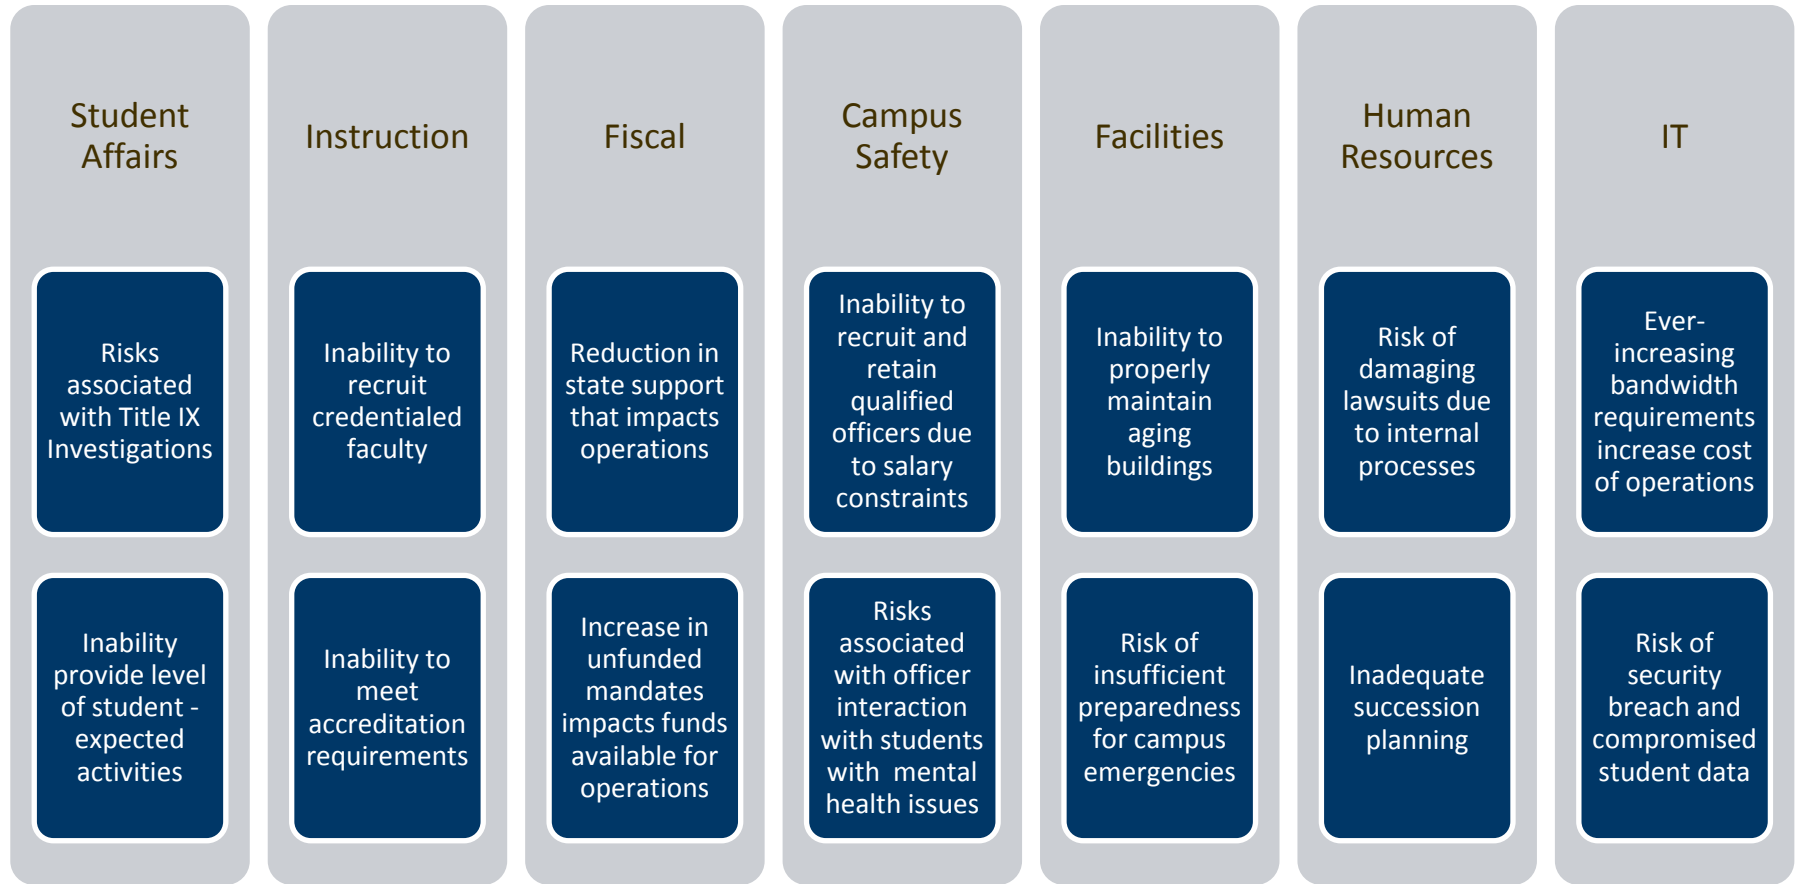 Student
Affairs
Risks
associated
with Title IX
Investigations
Inability
provide level
of student -
expected
activities
Instruction
Inability to
recruit
credentialed
faculty
Inability to
meet
accreditation
requirements
Fiscal
Reduction in
state support
that impacts
operations
Increase in
unfunded
mandates
impacts funds
available for
operations
Campus
Safety
Inability to
recruit and
retain
qualified
officers due
to salary
constraints
Risks
associated
with officer
interaction
with students
with  mental
health issues
Facilities
Inability to
properly
maintain
aging
buildings
Risk of
insufficient
preparedness
for campus
emergencies
Human
Resources
Risk of
damaging
lawsuits due
to internal
processes
Inadequate
succession
planning
IT
Ever-
increasing
bandwidth
requirements
increase cost
of operations
Risk of
security
breach and
compromised
student data